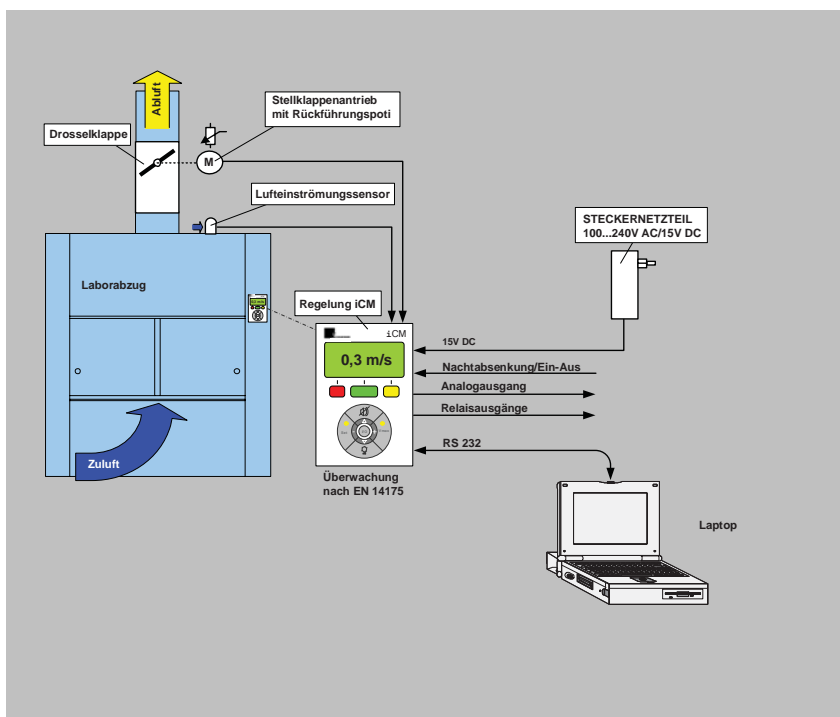 Abluft
Stellklappenantrieb
mit Rückführungspoti
Drosselklappe
M
Lufteinströmungssensor
STECKERNETZTEIL
100...240V AC/15V DC
Laborabzug
Regelung iCM
iCM
0,3 m/s
15V DC
Nachtabsenkung/Ein-Aus
Analogausgang
Relaisausgänge
RS 232
Zuluft
Überwachung
nach EN 14175
Laptop